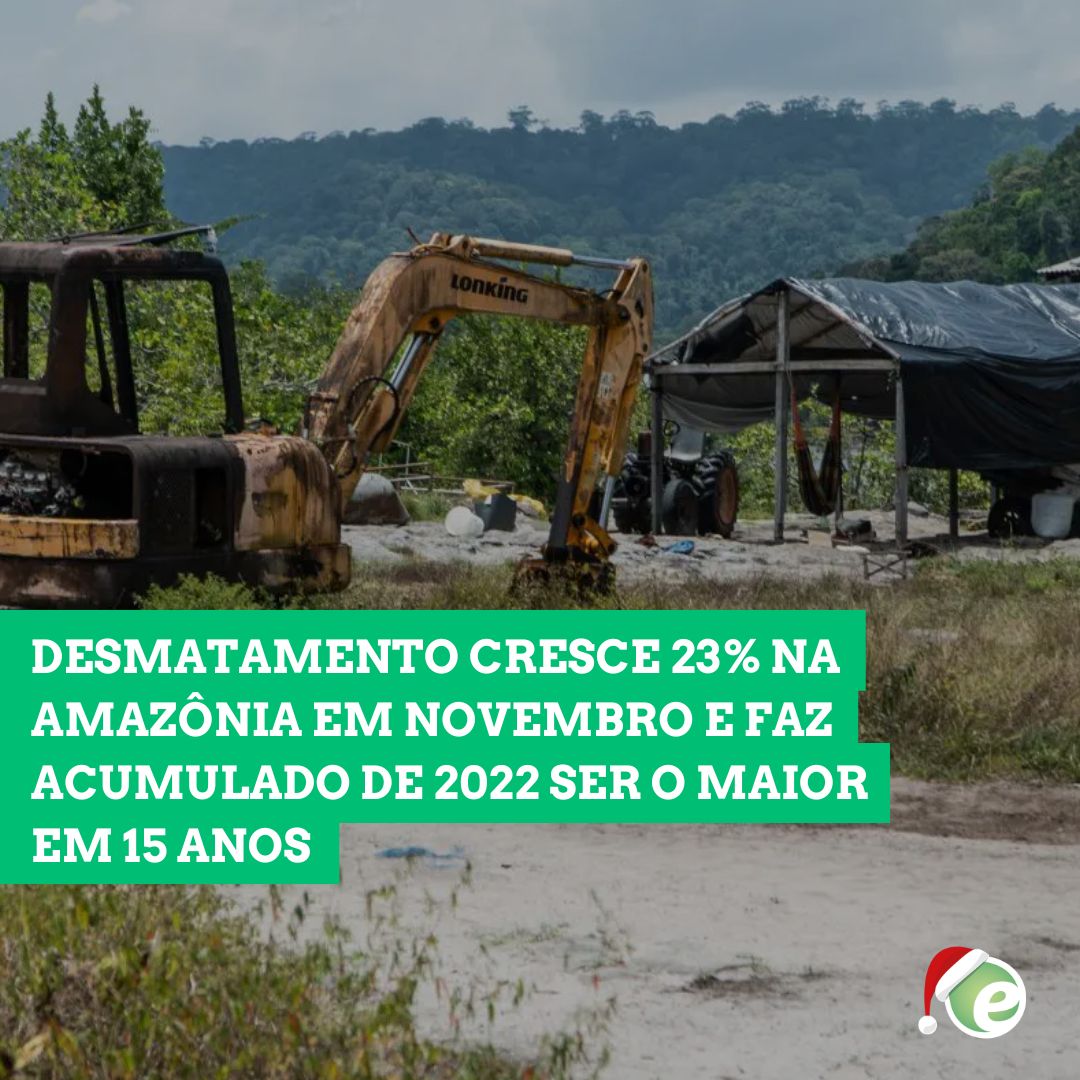 LONKING
DESMATAMENTO CRESCE 23% NA
AMAZÔNIA EM NOVEMBRO E FAZ
ACUMULADO DE 2022 SER O MAIOR
EM 15 ANOS
e